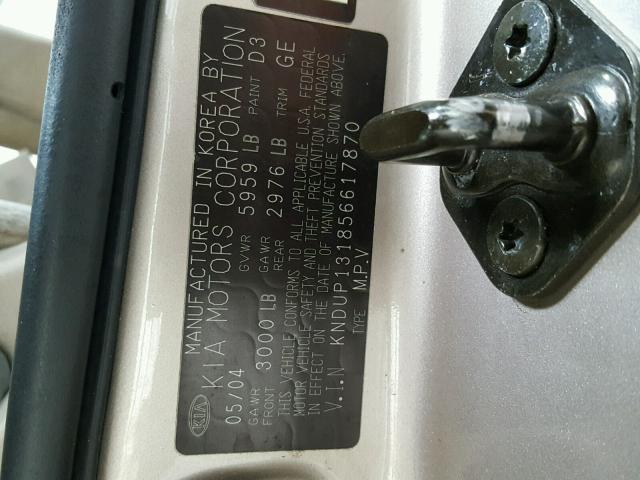 MANUFACTURED IN KOREA BY
KIA KIA MOTORS CORPORATION
05/04 GVWR 5959 LB PAINT D3
GAWR FRONT 3000 LB GAWR REAR 2976 LB TRIM GE
THIS VEHICLE CONFORMS TO ALL APPLICABLE U.S.A. FEDERAL
MOTOR VEHICLE SAFETY AND THEFT PREVENTION STANDARDS
IN EFFECT ON THE DATE OF MANUFACTURE SHOWN ABOVE.
V.I.N KNDUP131856617870
TYPE M.P.V